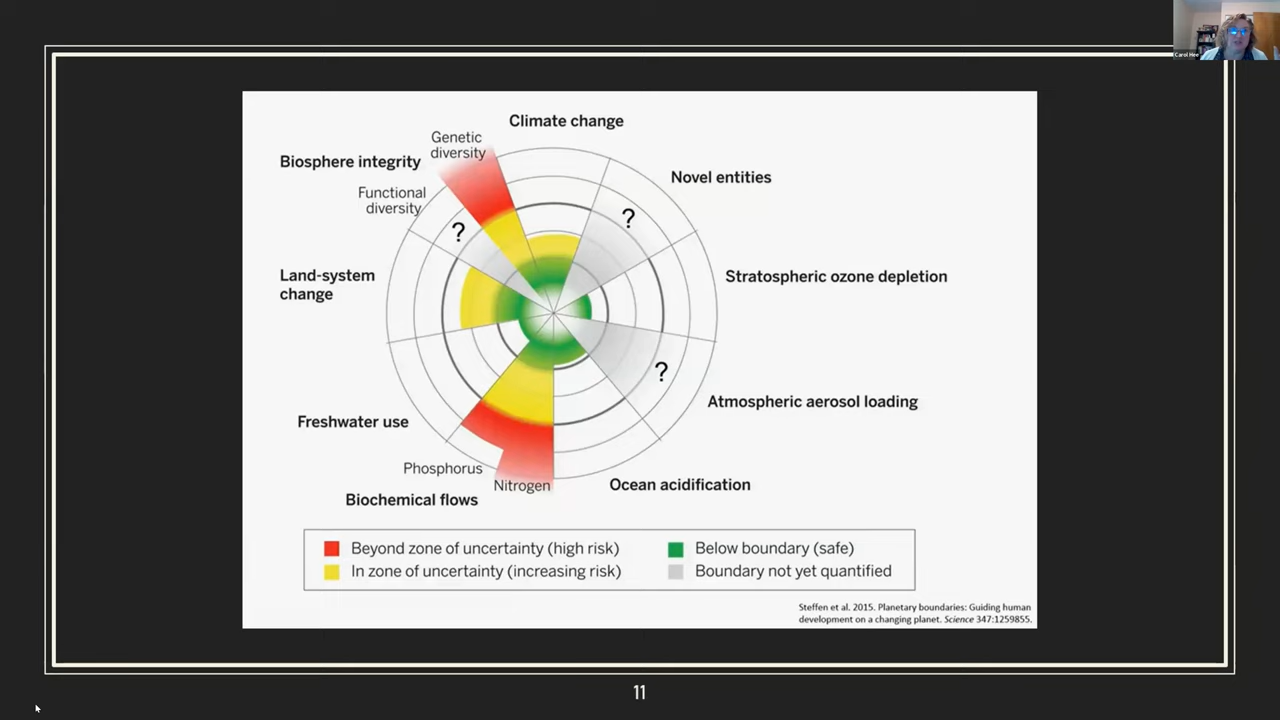 Carol Hee
Climate change
Genetic
diversity
Biosphere integrity
Novel entities
Functional
diversity
?
?
Land-system
change
Stratospheric ozone depletion
?
Atmospheric aerosol loading
Freshwater use
Phosphorus
Nitrogen
Ocean acidification
Biochemical flows
Beyond zone of uncertainty (high risk)
Below boundary (safe)
In zone of uncertainty (increasing risk)
Boundary not yet quantified
Steffen et al. 2015. Planetary boundaries: Guiding human
development on a changing planet. Science 347:1259855.
11